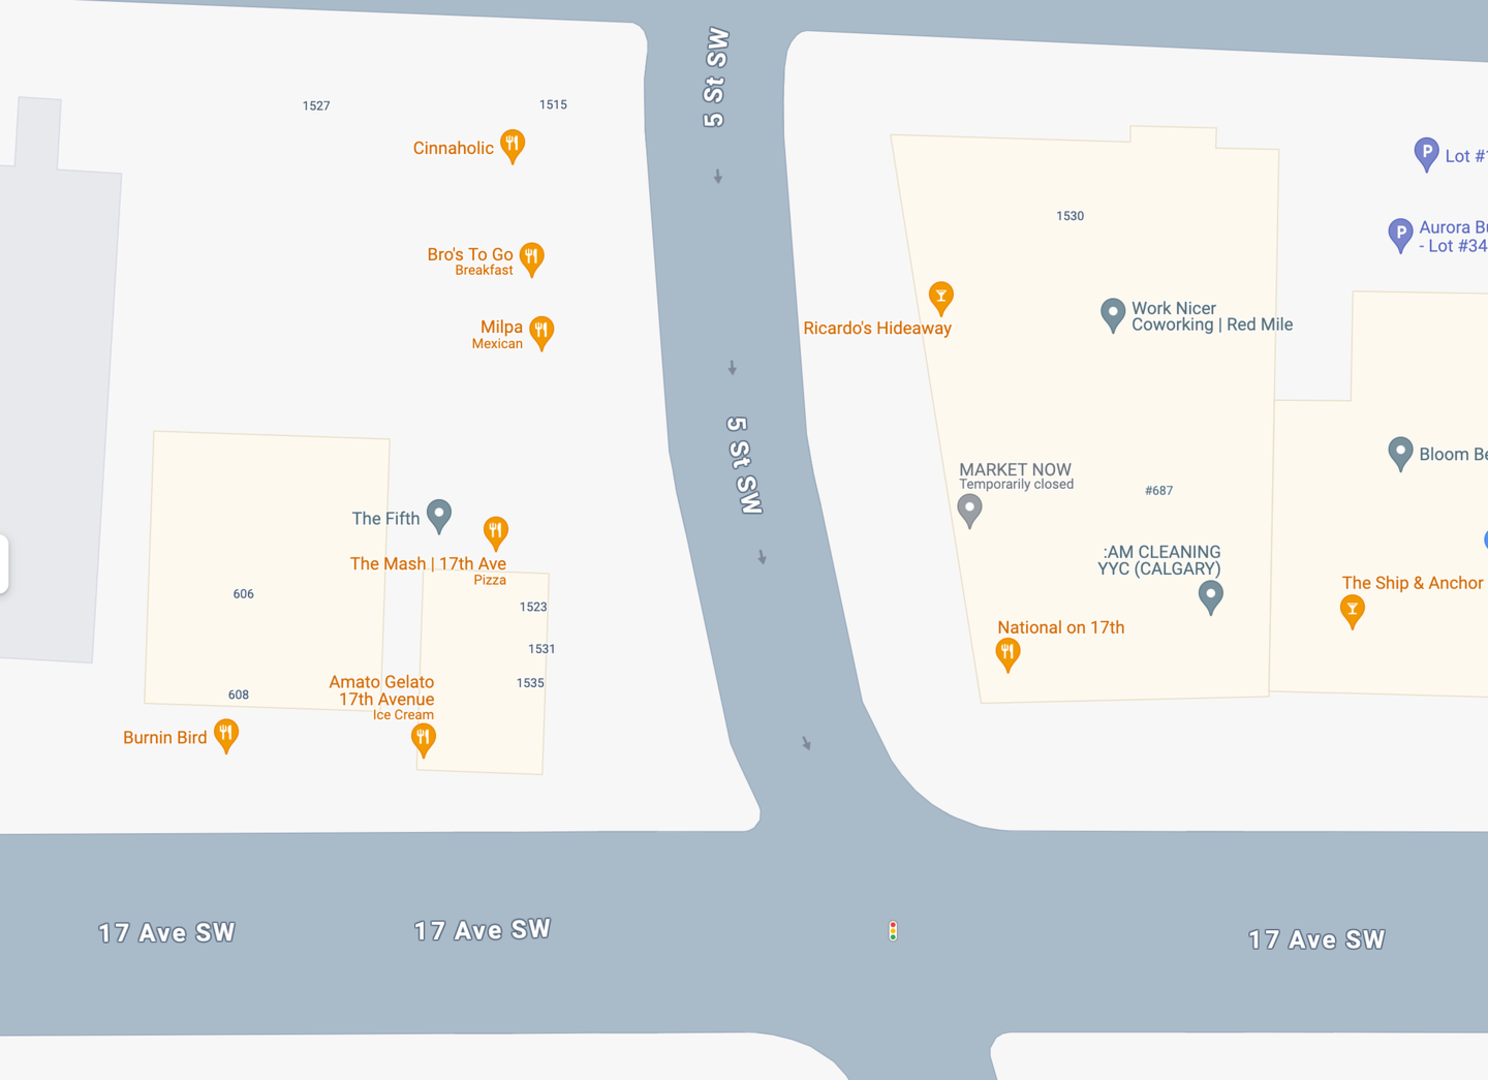 5 St SW
1527
1515
Cinnaholic
P
Lot #1
1530
Aurora Bu
- Lot #34
P
Bro's To Go
Breakfast
Ricardo's Hideaway
Work Nicer
Coworking | Red Mile
Milpa
Mexican
5 St SW
MARKET NOW
Temporarily closed
#687
Bloom Be
The Fifth
The Mash | 17th Ave
Pizza
:AM CLEANING
YYC (CALGARY)
The Ship & Anchor
606
1523
1531
1535
National on 17th
608
Amato Gelato
17th Avenue
Ice Cream
Burnin Bird
17 Ave SW
17 Ave SW
17 Ave SW